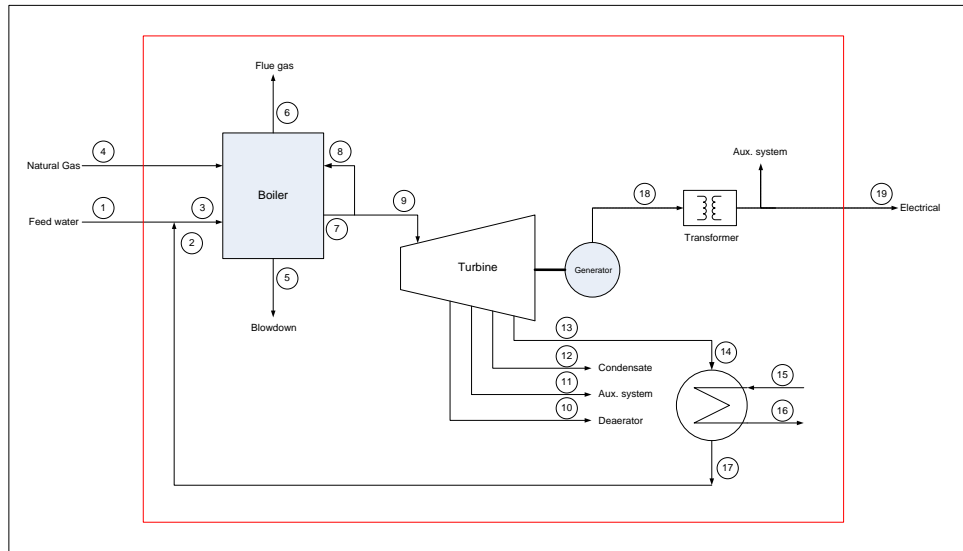 Flue gas
6
4
Natural Gas
8
Aux. system
Boiler
1
Feed water
3
9
18
19
Electrical
7
2
Transformer
Turbine
Generator
5
Blowdown
13
12
Condensate
14
11
Aux. system
15
10
Deaerator
16
17